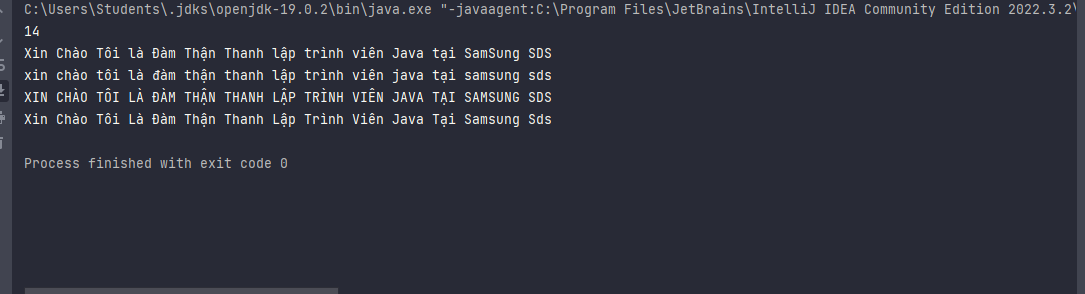 C:\Users\Students\.jdks\openjdk-19.0.2\bin\java.exe "-javaagent:C:\Program Files\JetBrains\IntelliJ IDEA Community Edition 2022.3.2\
14
Xin Chào Tôi là Đàm Thận Thanh lập trình viên Java tại SamSung SDS
xin chào tôi là đàm thận thanh lập trình viên java tại samsung sds
XIN CHÀO TÔI LÀ ĐÀM THẬN THANH LẬP TRÌNH VIÊN JAVA TẠI SAMSUNG SDS
Xin Chào Tôi Là Đàm Thận Thanh Lập Trình Viên Java Tại Samsung Sds
Process finished with exit code 0